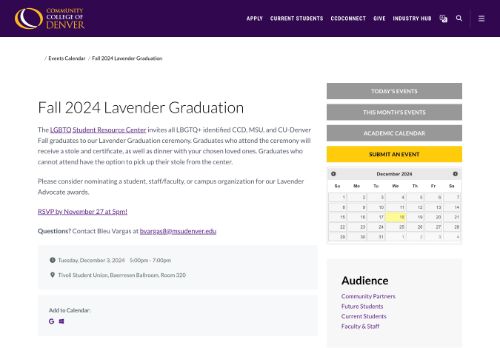 COMMUNITY
COLLEGE OF
DENVER
APPLY CURRENT STUDENTS CCDCONNECT GIVE INDUSTRY HUB
/ Events Calendar / Fall 2024 Lavender Graduation
Fall 2024 Lavender Graduation
The LGBTQ Student Resource Center invites all LBGTQ+ identified CCD, MSU, and CU-Denver
Fall graduates to our Lavender Graduation ceremony. Graduates who attend the ceremony will
receive a stole and certificate, as well as dinner with your chosen loved ones. Graduates who
cannot attend have the option to pick up their stole from the center.
Please consider nominating a student, staff/faculty, or campus organization for our Lavender
Advocate awards.
RSVP by November 27 at 5pm!
Questions? Contact Bleu Vargas at bvargas8@msudenver.edu
Tuesday, December 3, 2024 5:00pm - 7:00pm
Tivoli Student Union, Baerresen Ballroom, Room 320
Add to Calendar:
TODAY'S EVENTS
THIS MONTH'S EVENTS
ACADEMIC CALENDAR
SUBMIT AN EVENT
December 2024
Su Mo Tu We Th Fr Sa
1 2 3 4 5 6 7
8 9 10 11 12 13 14
15 16 17 18 19 20 21
22 23 24 25 26 27 28
29 30 31 1 2 3 4
Audience
Community Partners
Future Students
Current Students
Faculty & Staff